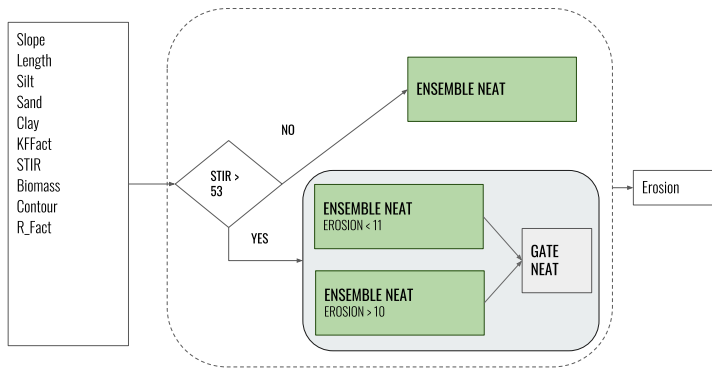 Slope
Length
Silt
Sand
Clay
KFFact
STIR
Biomass
Contour
R_Fact
STIR >
53
NO
YES
ENSEMBLE NEAT
ENSEMBLE NEAT
EROSION < 11
ENSEMBLE NEAT
EROSION > 10
GATE
NEAT
Erosion